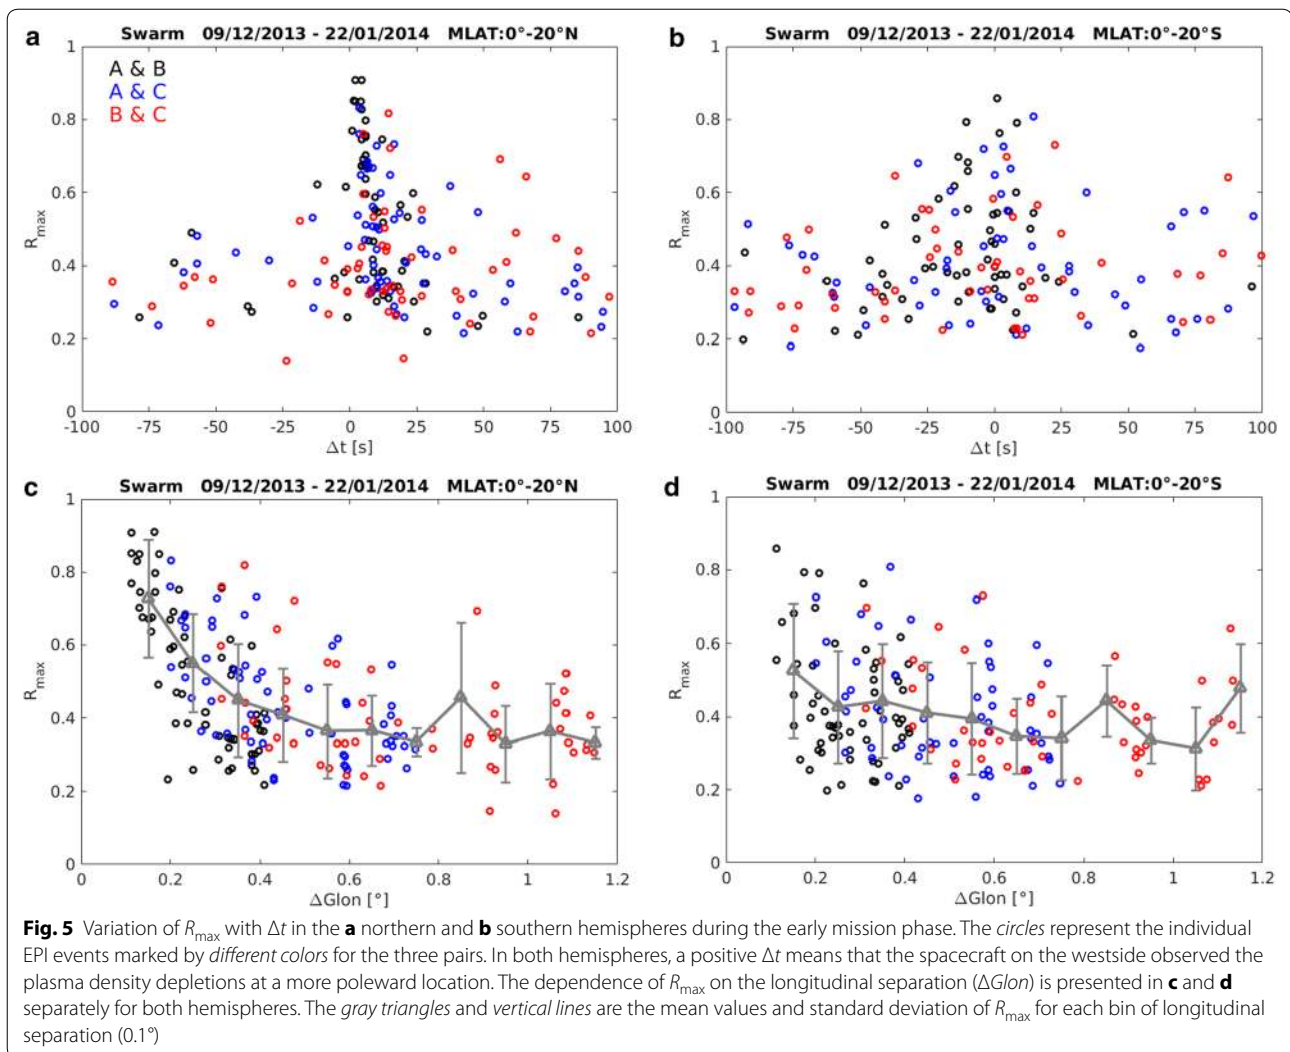 a
Swarm 09/12/2013 - 22/01/2014 MLAT:0°-20°N
A & B
A & C
B & C
1
0.8
0.6
0.4
0.2
0
R_max
-100 -75 -50 -25 0 25 50 75 100
Δt [s]
b
Swarm 09/12/2013 - 22/01/2014 MLAT:0°-20°S
1
0.8
0.6
0.4
0.2
0
R_max
-100 -75 -50 -25 0 25 50 75 100
Δt [s]
c
Swarm 09/12/2013 - 22/01/2014 MLAT:0°-20°N
1
0.8
0.6
0.4
0.2
0
R_max
0 0.2 0.4 0.6 0.8 1 1.2
ΔGlon [°]
d
Swarm 09/12/2013 - 22/01/2014 MLAT:0°-20°S
1
0.8
0.6
0.4
0.2
0
R_max
0 0.2 0.4 0.6 0.8 1 1.2
ΔGlon [°]
Fig. 5 Variation of R_max with Δt in the a northern and b southern hemispheres during the early mission phase. The circles represent the individual
EPI events marked by different colors for the three pairs. In both hemispheres, a positive Δt means that the spacecraft on the westside observed the
plasma density depletions at a more poleward location. The dependence of R_max on the longitudinal separation (ΔGlon) is presented in c and d
separately for both hemispheres. The gray triangles and vertical lines are the mean values and standard deviation of R_max for each bin of longitudinal
separation (0.1°)